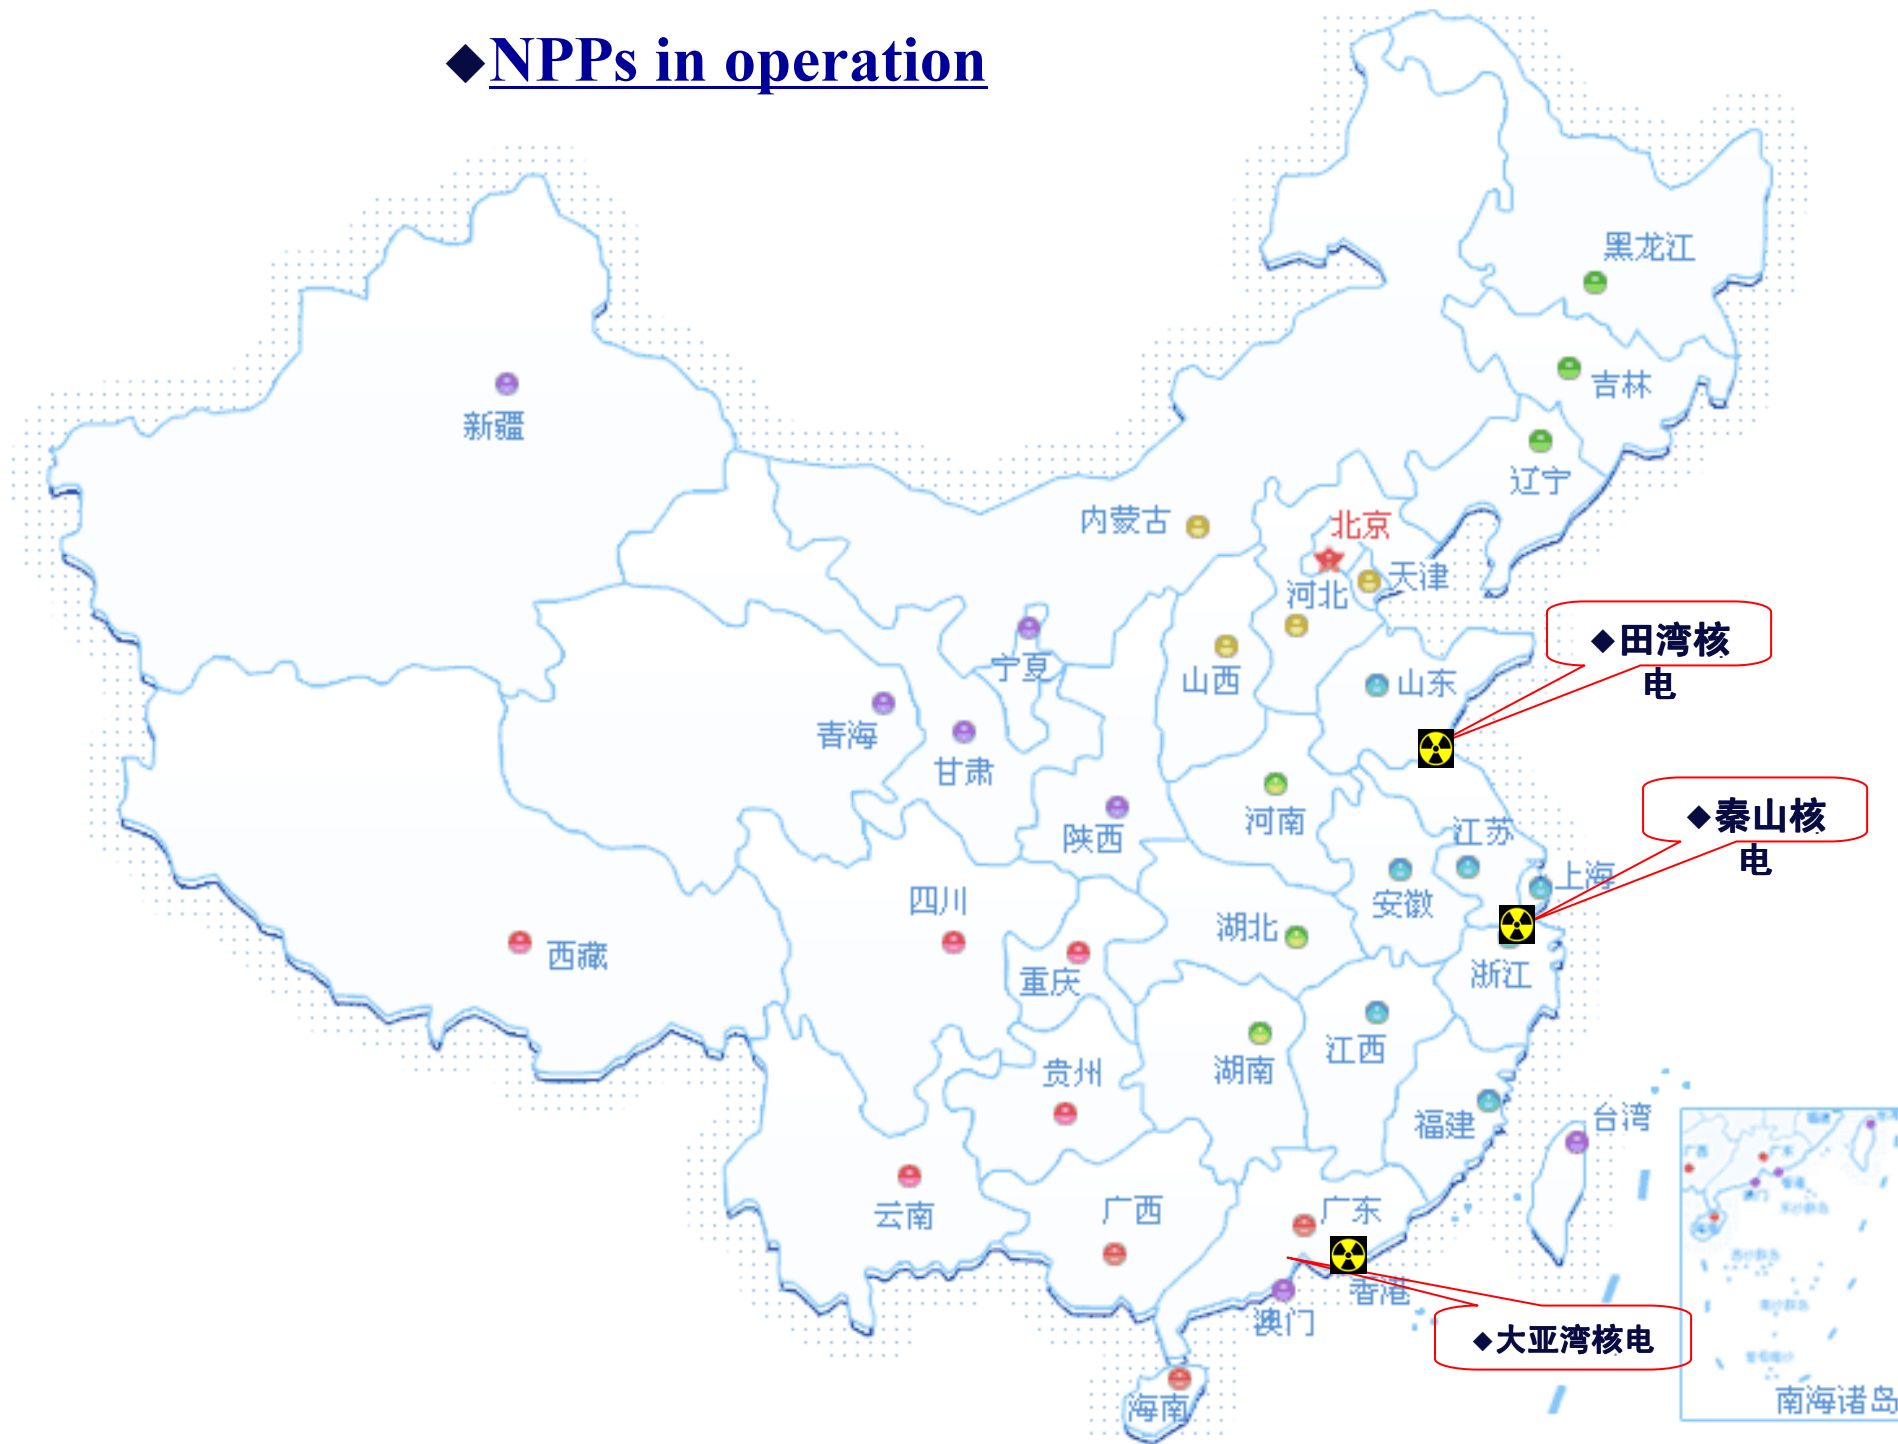 ◆NPPs in operation
黑龙江
吉林
新疆
辽宁
内蒙古
北京
天津
河北
◆田湾核
电
宁夏
山西
山东
青海
甘肃
◆秦山核
电
河南
江苏
陕西
上海
四川
安徽
湖北
西藏
重庆
浙江
江西
贵州
湖南
福建
台湾
云南
广西
广东
香港
澳门
◆大亚湾核电
海南
南海诸岛